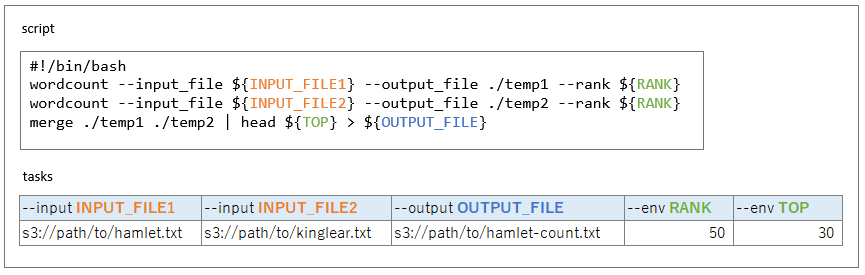 script
#!/bin/bash
wordcount --input_file ${INPUT_FILE1} --output_file ./temp1 --rank ${RANK}
wordcount --input_file ${INPUT_FILE2} --output_file ./temp2 --rank ${RANK}
merge ./temp1 ./temp2 | head ${TOP} > ${OUTPUT_FILE}
tasks
--input INPUT_FILE1 --input INPUT_FILE2 --output OUTPUT_FILE --env RANK --env TOP
s3://path/to/hamlet.txt s3://path/to/kinglear.txt s3://path/to/hamlet-count.txt 50 30